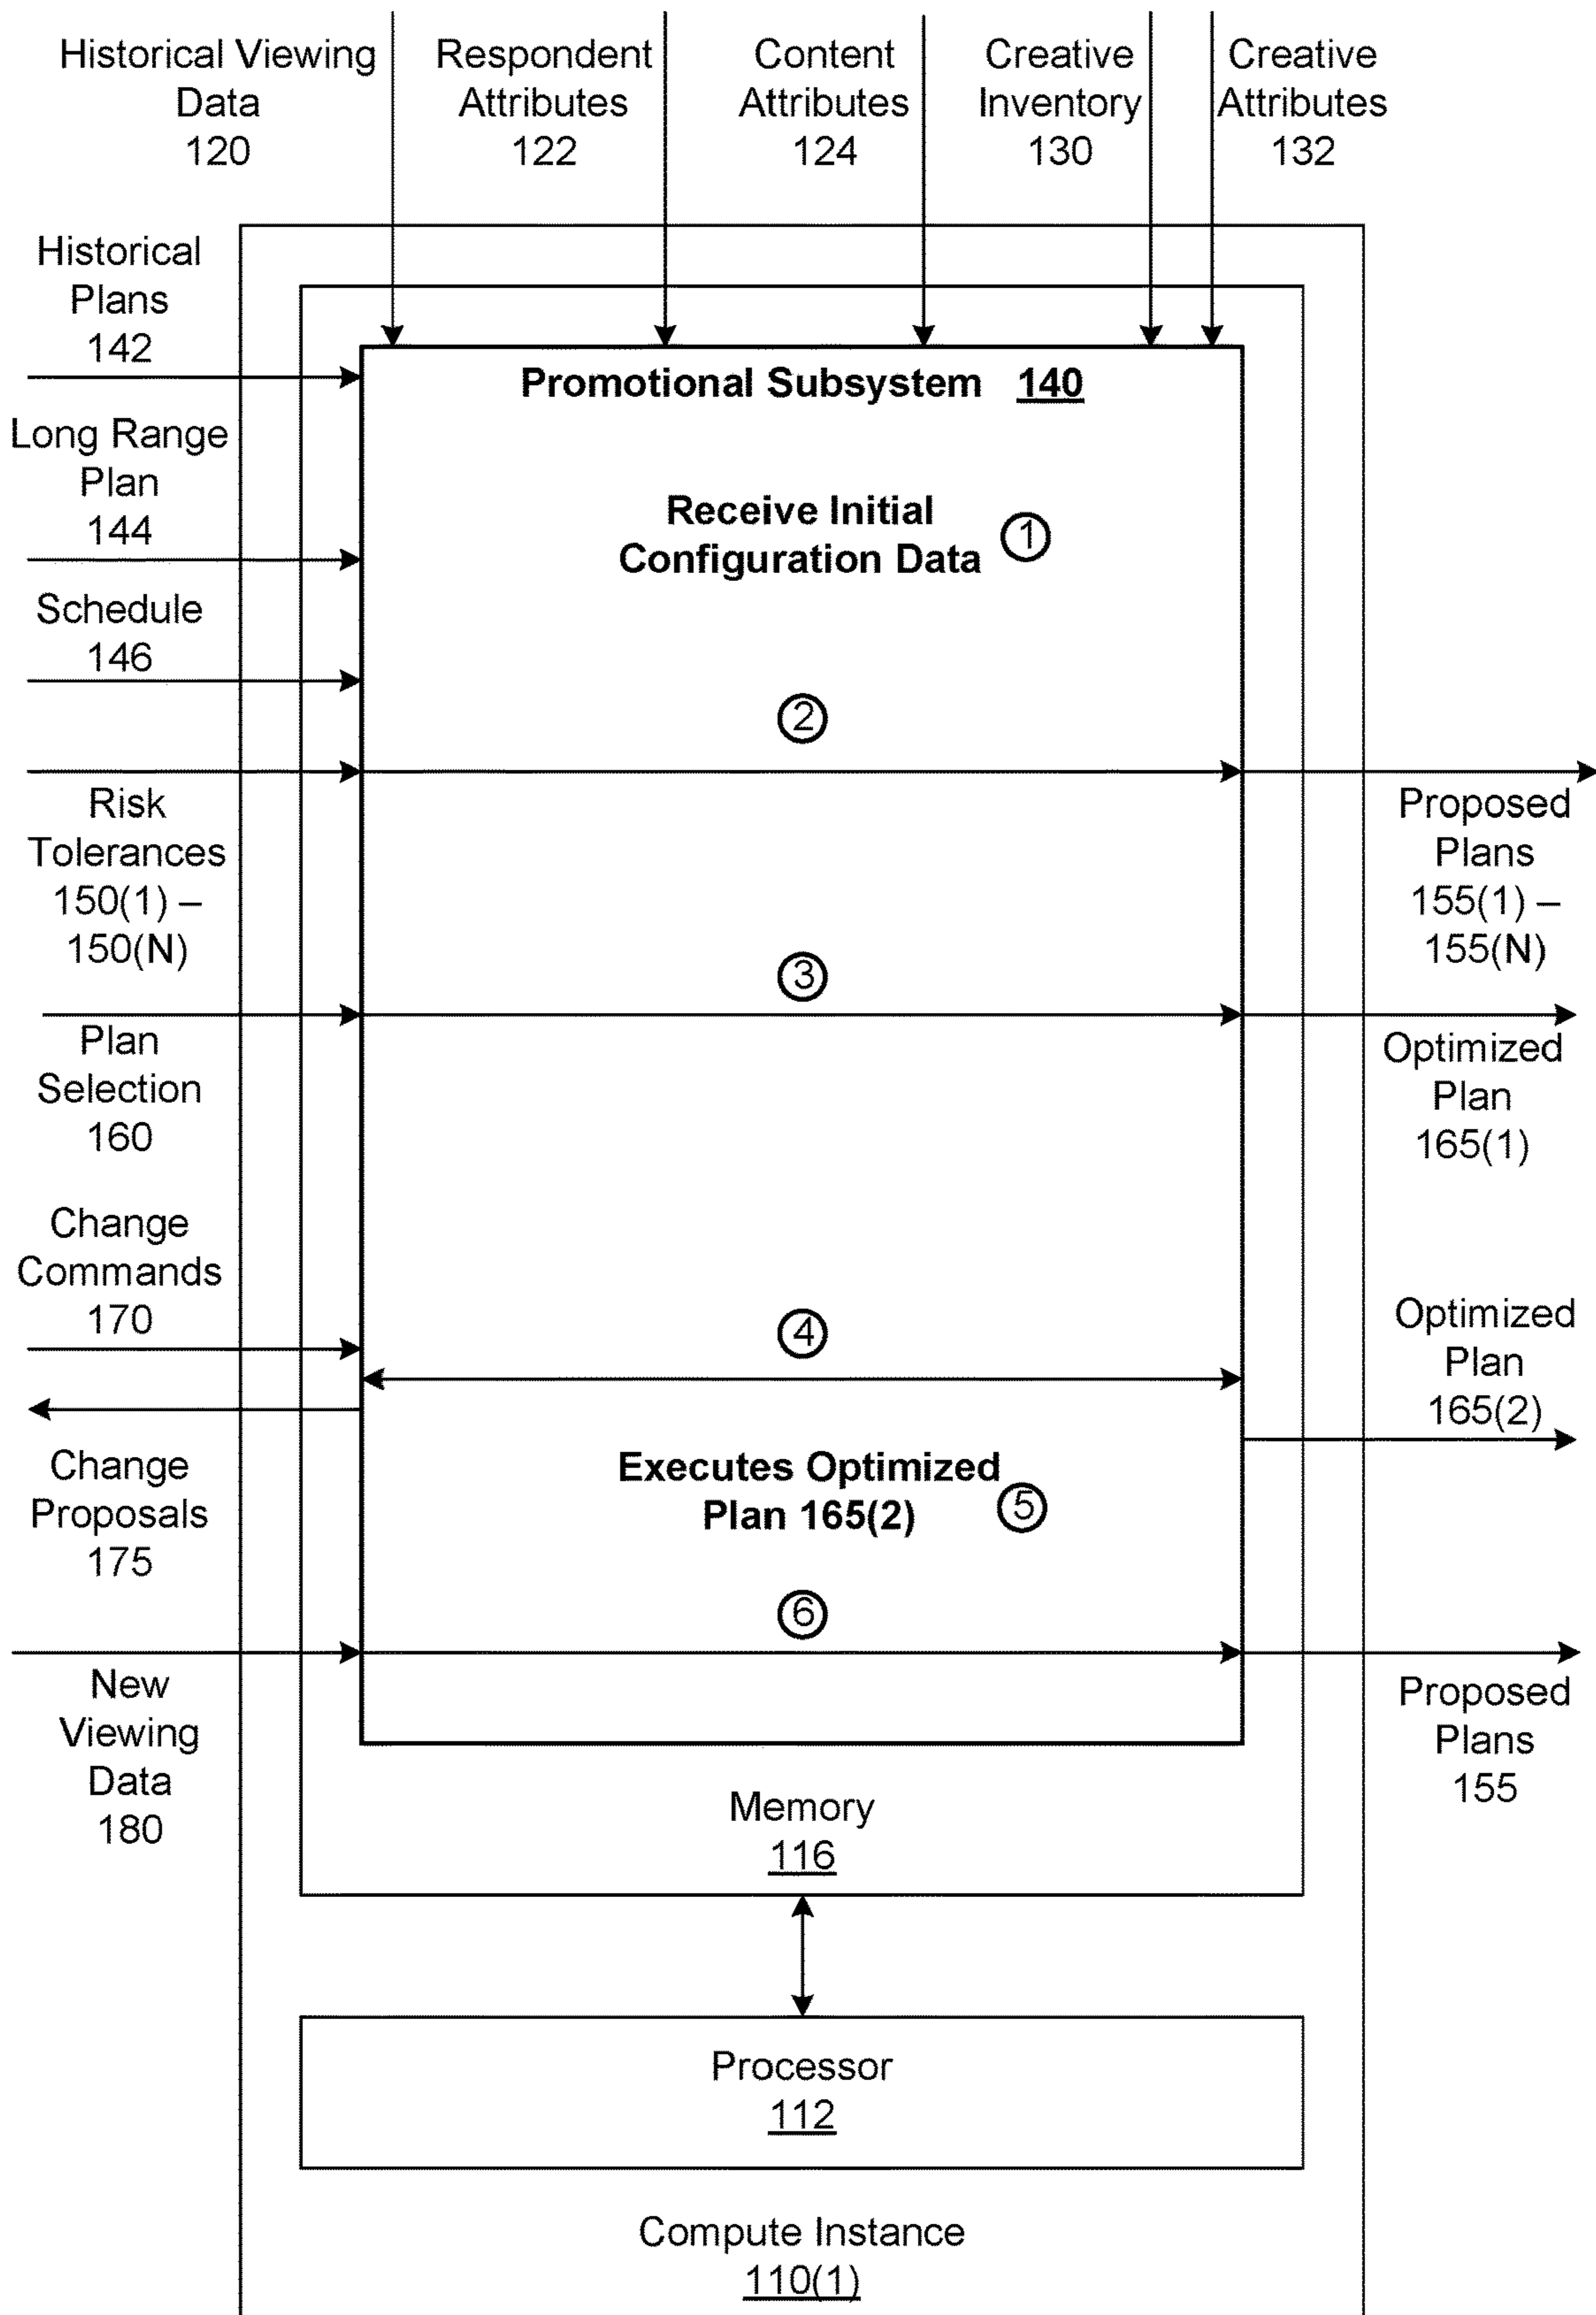 Historical Viewing
Data
120
Respondent
Attributes
122
Content
Attributes
124
Creative
Inventory
130
Creative
Attributes
132
Historical
Plans
142
Long Range
Plan
144
Schedule
146
Risk
Tolerances
150(1) –
150(N)
Plan
Selection
160
Change
Commands
170
Change
Proposals
175
New
Viewing
Data
180
Promotional Subsystem 140
Receive Initial
Configuration Data
1
2
3
4
Executes Optimized
Plan 165(2)
5
6
Proposed
Plans
155(1) –
155(N)
Optimized
Plan
165(1)
Optimized
Plan
165(2)
Proposed
Plans
155
Memory
116
Processor
112
Compute Instance
110(1)